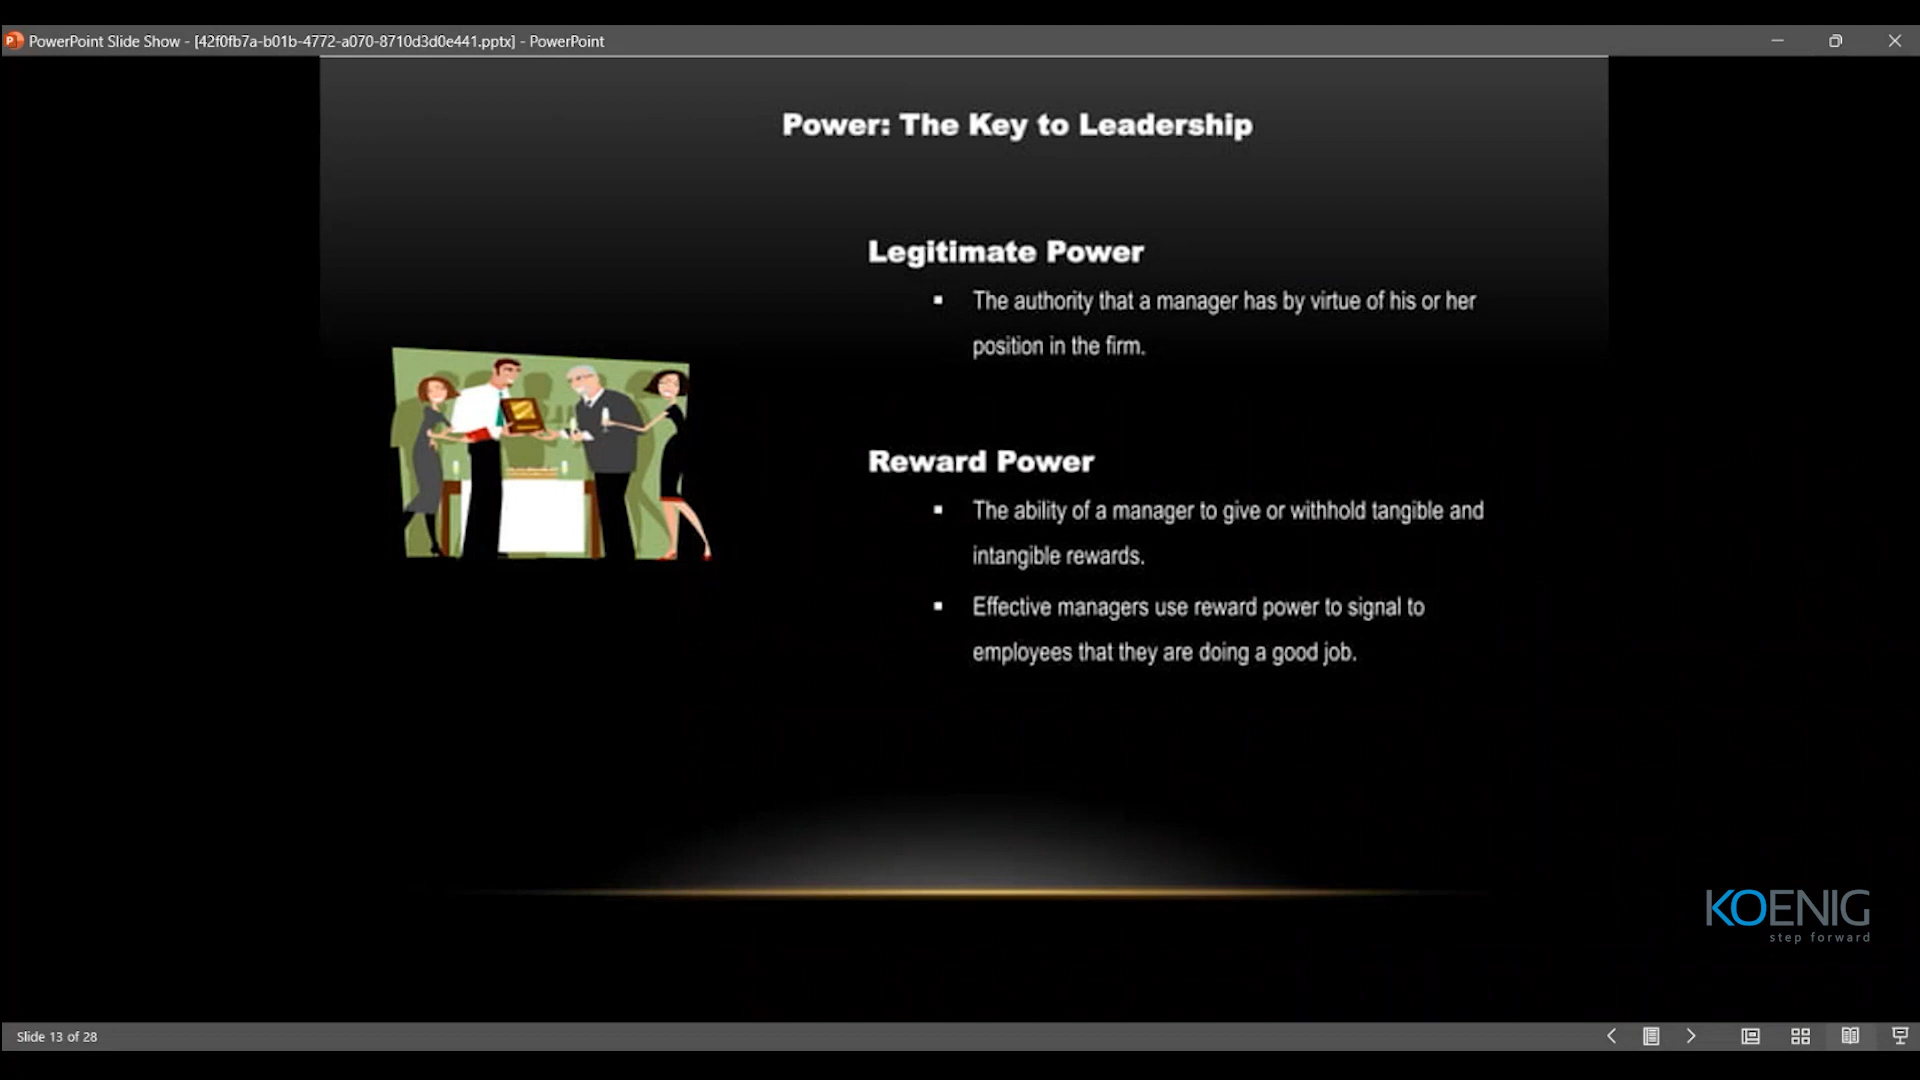 PowerPoint Slide Show - [42f0fb7a-b01b-4772-a070-8710d3d0e441.pptx] - PowerPoint
Power: The Key to Leadership
Legitimate Power
▪ The authority that a manager has by virtue of his or her
position in the firm.
Reward Power
▪ The ability of a manager to give or withhold tangible and
intangible rewards.
▪ Effective managers use reward power to signal to
employees that they are doing a good job.
KOENIG
step forward
Slide 13 of 28